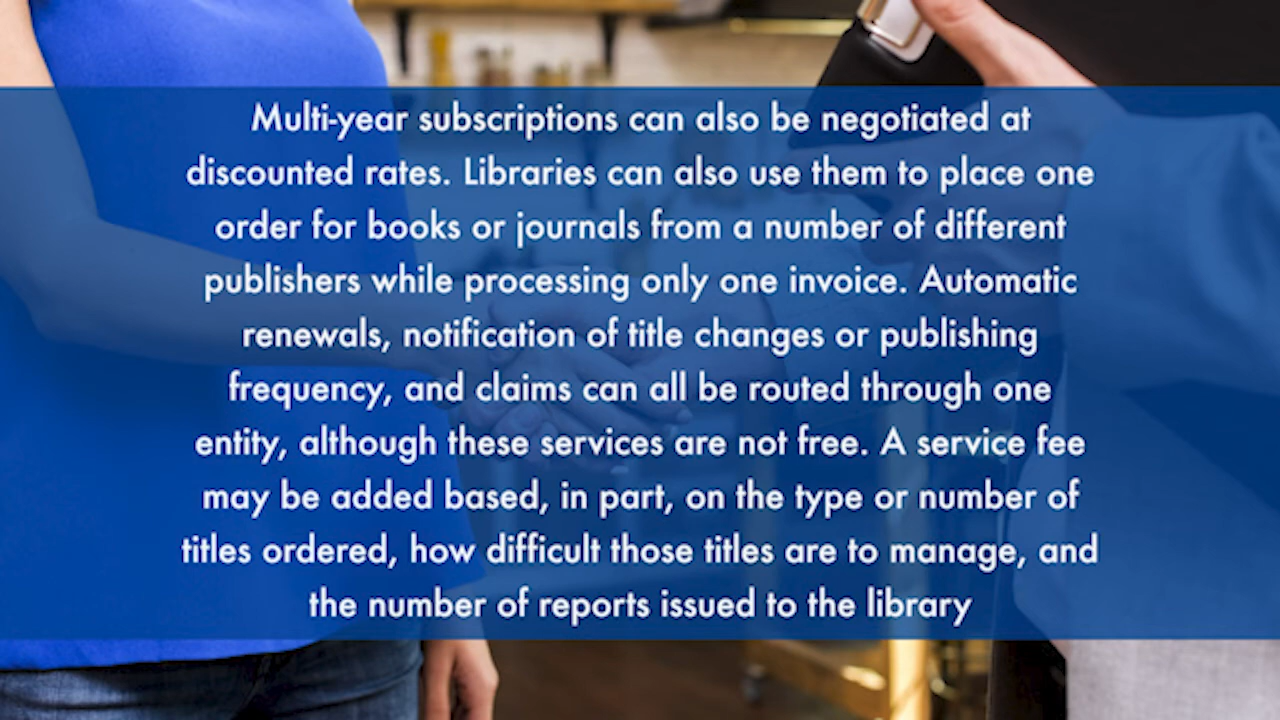 Multi-year subscriptions can also be negotiated at
discounted rates. Libraries can also use them to place one
order for books or journals from a number of different
publishers while processing only one invoice. Automatic
renewals, notification of title changes or publishing
frequency, and claims can all be routed through one
entity, although these services are not free. A service fee
may be added based, in part, on the type or number of
titles ordered, how difficult those titles are to manage, and
the number of reports issued to the library